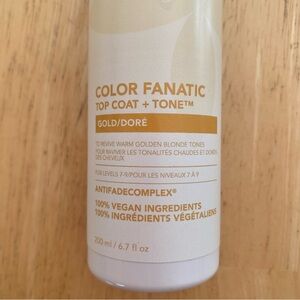 COLOR FANATIC
TOP COAT + TONE™
GOLD/DORÉ
TO REVIVE WARM GOLDEN BLONDE TONES
POUR RAVIVER LES TONALITÉS CHAUDES ET DORÉES
DES CHEVEUX
FOR LEVELS 7-9/POUR LES NIVEAUX 7 À 9
ANTIFADECOMPLEX®
100% VEGAN INGREDIENTS
100% INGRÉDIENTS VÉGÉTALIENS
200 ml / 6.7 fl oz